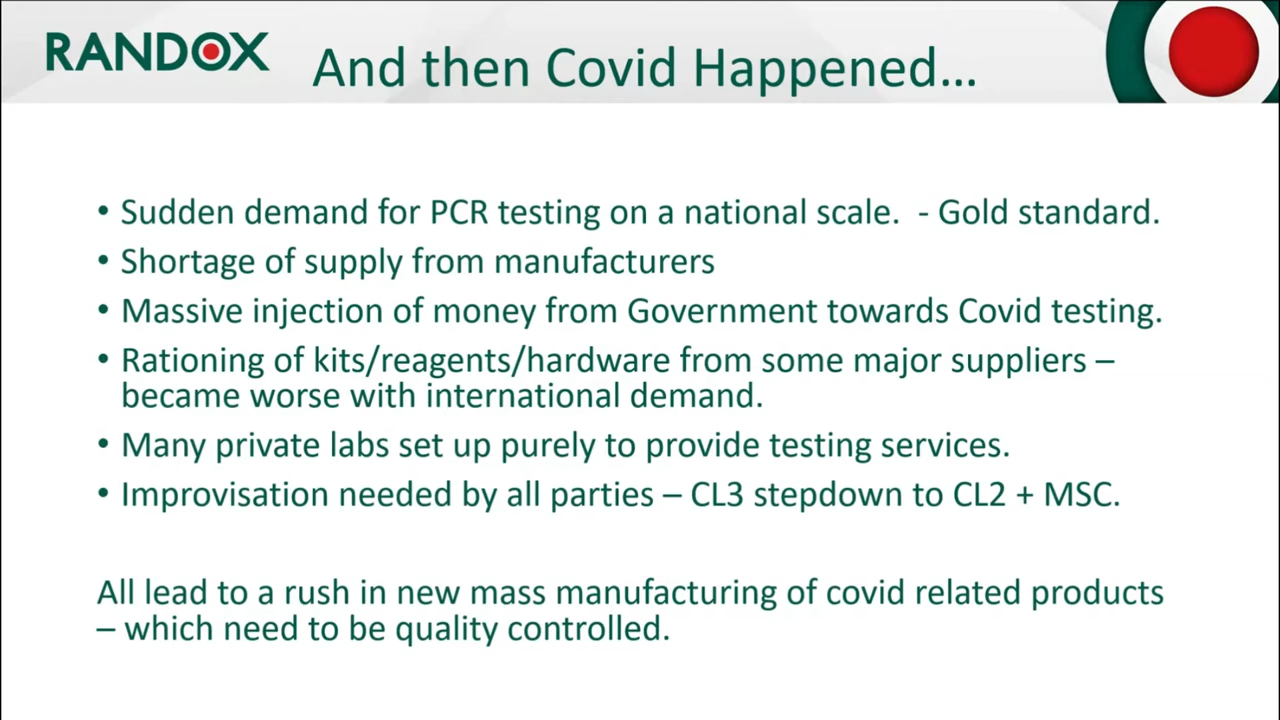 RANDOX
And then Covid Happened...
• Sudden demand for PCR testing on a national scale.  - Gold standard.
• Shortage of supply from manufacturers
• Massive injection of money from Government towards Covid testing.
• Rationing of kits/reagents/hardware from some major suppliers –
became worse with international demand.
• Many private labs set up purely to provide testing services.
• Improvisation needed by all parties – CL3 stepdown to CL2 + MSC.
All lead to a rush in new mass manufacturing of covid related products
– which need to be quality controlled.